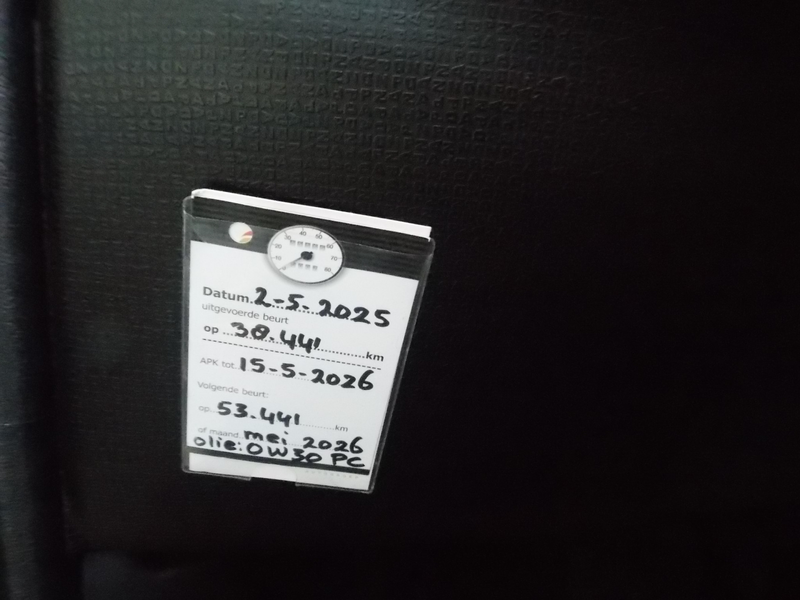 Datum. 2-5-2025
uitgevoerde beurt
op 38.441 km
APK tot. 15-5-2026
Volgende beurt:
op 53.441 km
of maand. mei 2026
olie: 0W30 PC